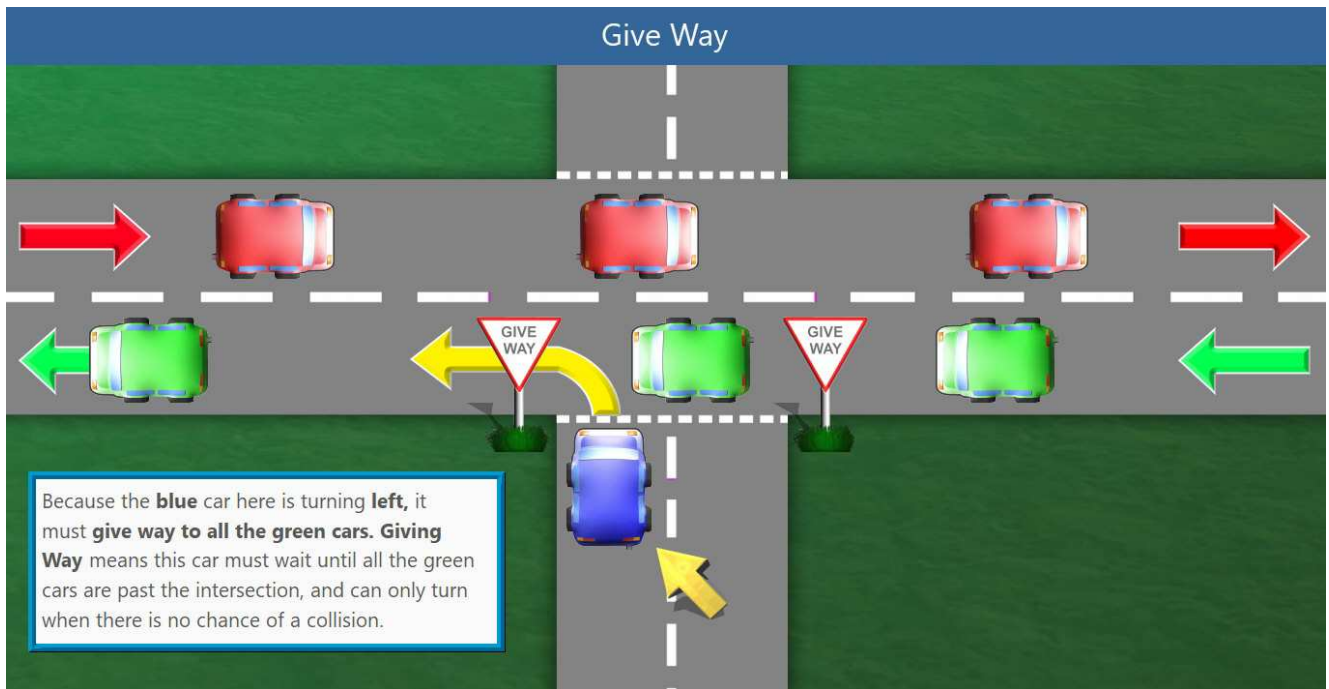 Give Way
GIVE
WAY
GIVE
WAY
Because the blue car here is turning left, it
must give way to all the green cars. Giving
Way means this car must wait until all the green
cars are past the intersection, and can only turn
when there is no chance of a collision.